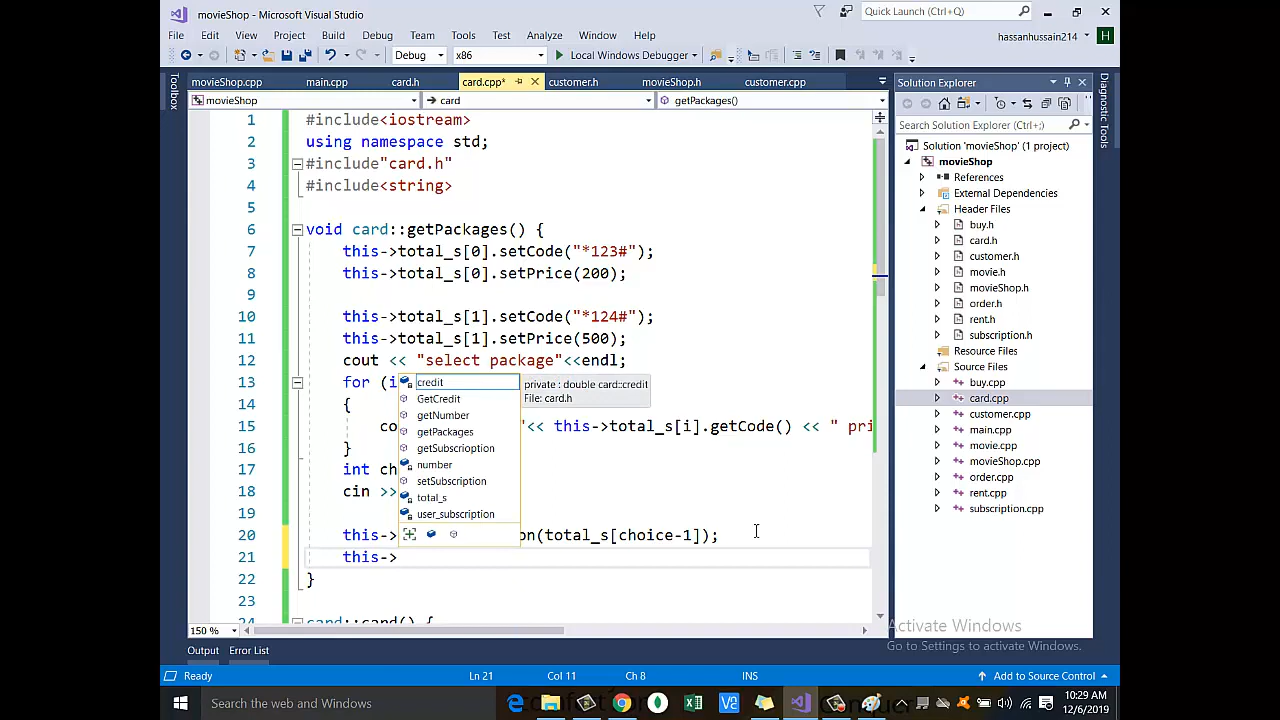 movieShop - Microsoft Visual Studio
Quick Launch (Ctrl+Q)
File Edit View Project Build Debug Team Tools Test Analyze Window Help
hassanhussain214
H
Debug x86 Local Windows Debugger
Toolbox
movieShop.cpp main.cpp card.h card.cpp* customer.h movieShop.h customer.cpp
movieShop card getPackages()
1 #include<iostream>
2 using namespace std;
3 #include"card.h"
4 #include<string>
5
6 void card::getPackages() {
7 this->total_s[0].setCode("*123#");
8 this->total_s[0].setPrice(200);
9
10 this->total_s[1].setCode("*124#");
11 this->total_s[1].setPrice(500);
12 cout << "select package"<<endl;
13 for (i
14 {
15 co "<< this->total_s[i].getCode() << " pri
16 }
17 int ch
18 cin >>
19
20 this-> on(total_s[choice-1]);
21 this->
22 }
23
24 card::card() {
credit
GetCredit
getNumber
getPackages
getSubscrioption
number
setSubscription
total_s
user_subscription
private : double card::credit
File: card.h
150 %
Output Error List
Ready Ln 21 Col 11 Ch 8 INS Add to Source Control
Solution Explorer
Search Solution Explorer (Ctrl+;)
Solution 'movieShop' (1 project)
movieShop
References
External Dependencies
Header Files
buy.h
card.h
customer.h
movie.h
movieShop.h
order.h
rent.h
subscription.h
Resource Files
Source Files
buy.cpp
card.cpp
customer.cpp
main.cpp
movie.cpp
movieShop.cpp
order.cpp
rent.cpp
subscription.cpp
Diagnostic Tools
Activate Windows
Go to Settings to activate Windows.
Search the web and Windows
10:29 AM
12/6/2019